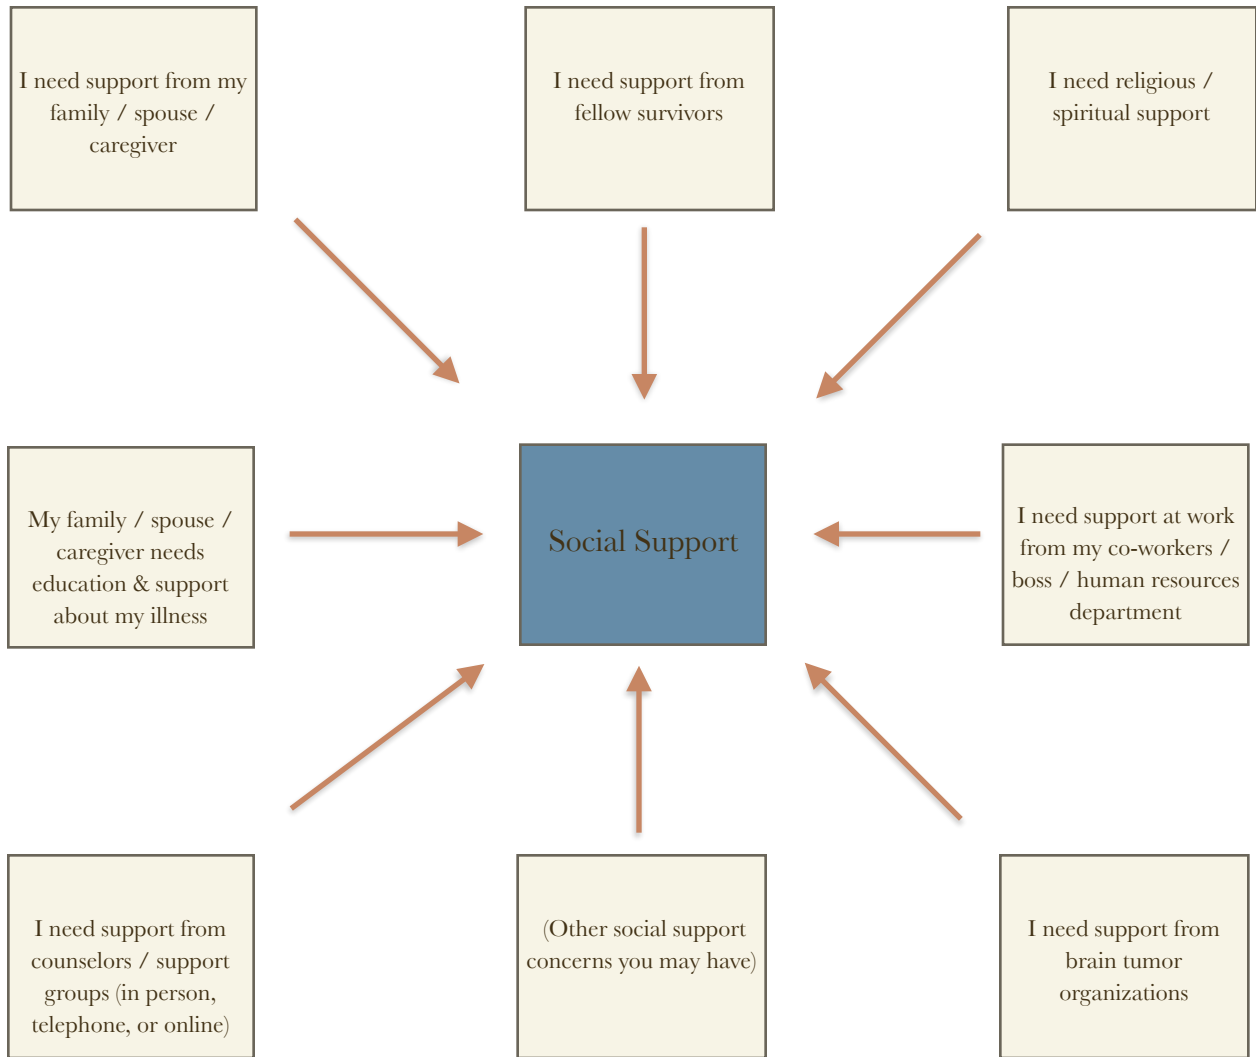 I need support from my
family / spouse /
caregiver
I need support from
fellow survivors
I need religious /
spiritual support
My family / spouse /
caregiver needs
education & support
about my illness
Social Support
I need support at work
from my co-workers /
boss / human resources
department
I need support from
counselors / support
groups (in person,
telephone, or online)
(Other social support
concerns you may have)
I need support from
brain tumor
organizations